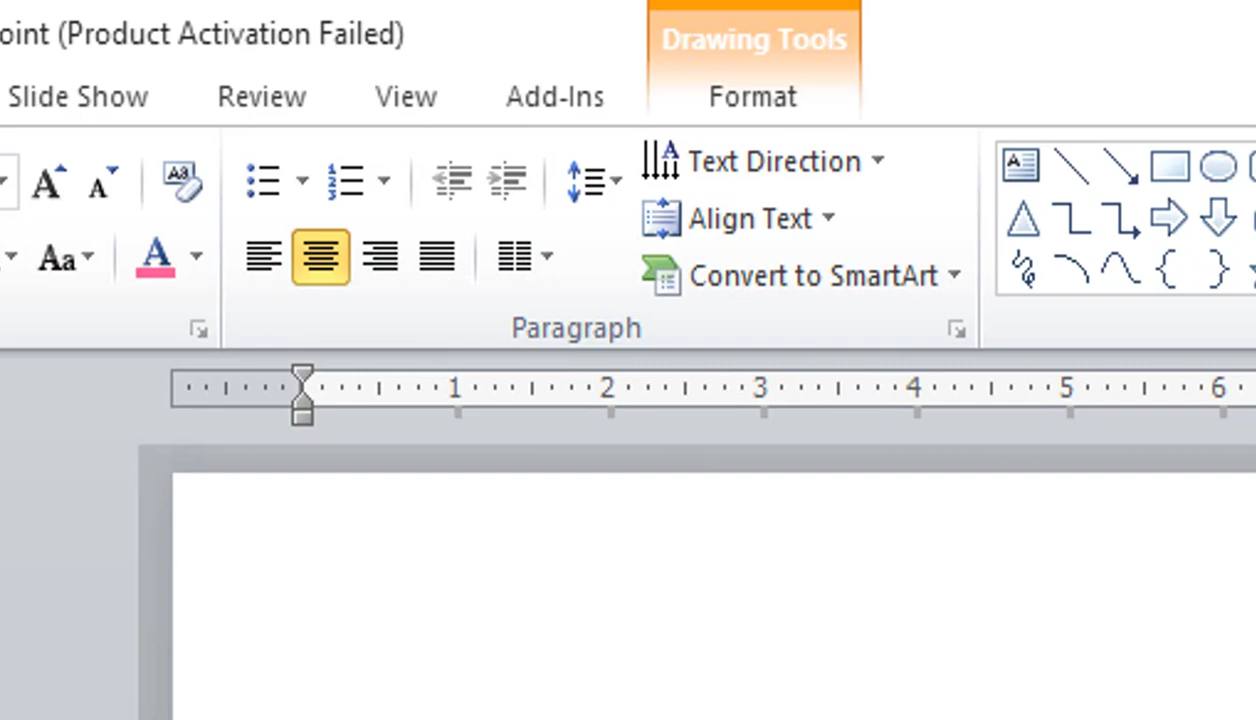 oint (Product Activation Failed)
Drawing Tools
Slide Show Review View Add-Ins Format
Text Direction
Align Text
Aa A Convert to SmartArt
Paragraph
1 2 3 4 5 6